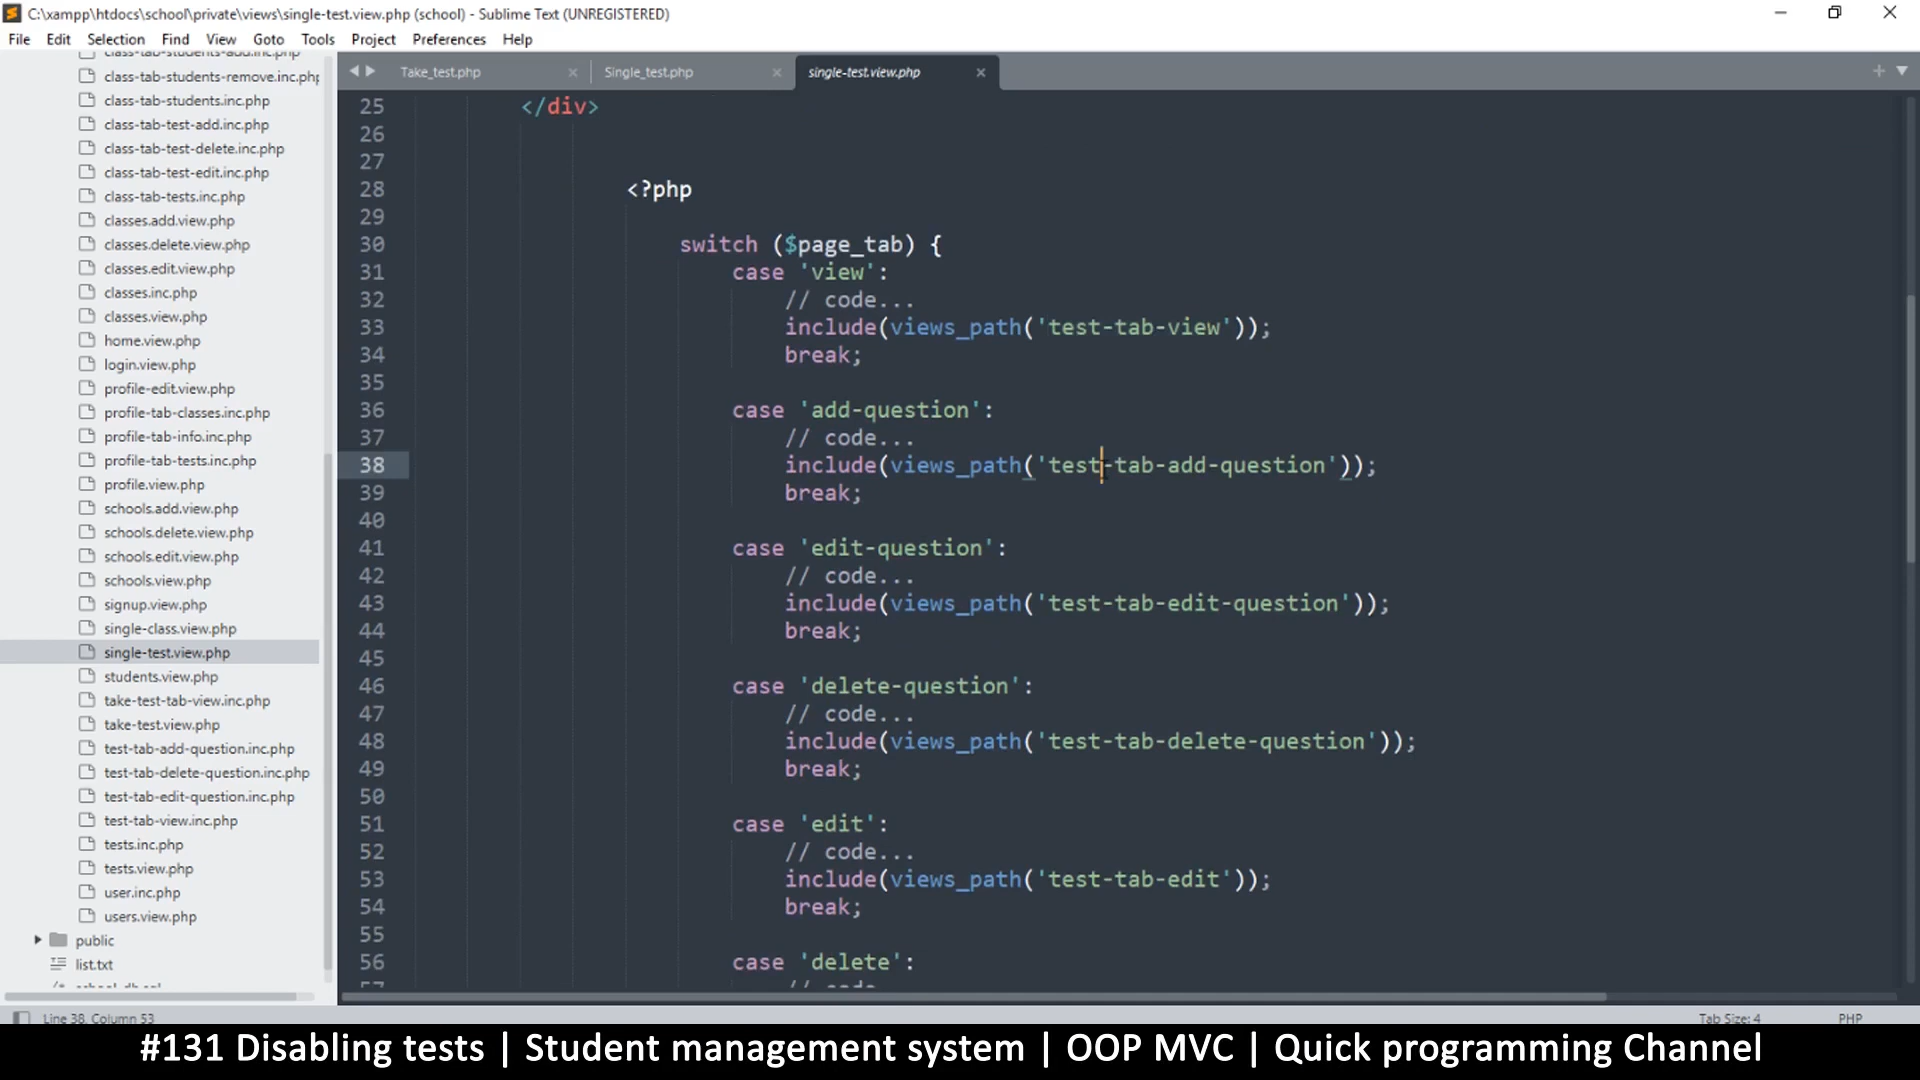 C:\xampp\htdocs\school\private\views\single-test.view.php (school) - Sublime Text (UNREGISTERED)
File Edit Selection Find View Goto Tools Project Preferences Help
class-tab-students-add.inc.php
class-tab-students-remove.inc.php
class-tab-students.inc.php
class-tab-test-add.inc.php
class-tab-test-delete.inc.php
class-tab-test-edit.inc.php
class-tab-tests.inc.php
classes.add.view.php
classes.delete.view.php
classes.edit.view.php
classes.inc.php
classes.view.php
home.view.php
login.view.php
profile-edit.view.php
profile-tab-classes.inc.php
profile-tab-info.inc.php
profile-tab-tests.inc.php
profile.view.php
schools.add.view.php
schools.delete.view.php
schools.edit.view.php
schools.view.php
signup.view.php
single-class.view.php
single-test.view.php
students.view.php
take-test-tab-view.inc.php
take-test.view.php
test-tab-add-question.inc.php
test-tab-delete-question.inc.php
test-tab-edit-question.inc.php
test-tab-view.inc.php
tests.inc.php
tests.view.php
user.inc.php
users.view.php
public
list.txt
Take_test.php × Single_test.php × single-test.view.php ×
25 </div>
26
27
28 <?php
29
30 switch ($page_tab) {
31 case 'view':
32 // code...
33 include(views_path('test-tab-view'));
34 break;
35
36 case 'add-question':
37 // code...
38 include(views_path('test-tab-add-question'));
39 break;
40
41 case 'edit-question':
42 // code...
43 include(views_path('test-tab-edit-question'));
44 break;
45
46 case 'delete-question':
47 // code...
48 include(views_path('test-tab-delete-question'));
49 break;
50
51 case 'edit':
52 // code...
53 include(views_path('test-tab-edit'));
54 break;
55
56 case 'delete':
57 // code
Line 38, Column 53 Tab Size: 4 PHP
#131 Disabling tests | Student management system | OOP MVC | Quick programming Channel